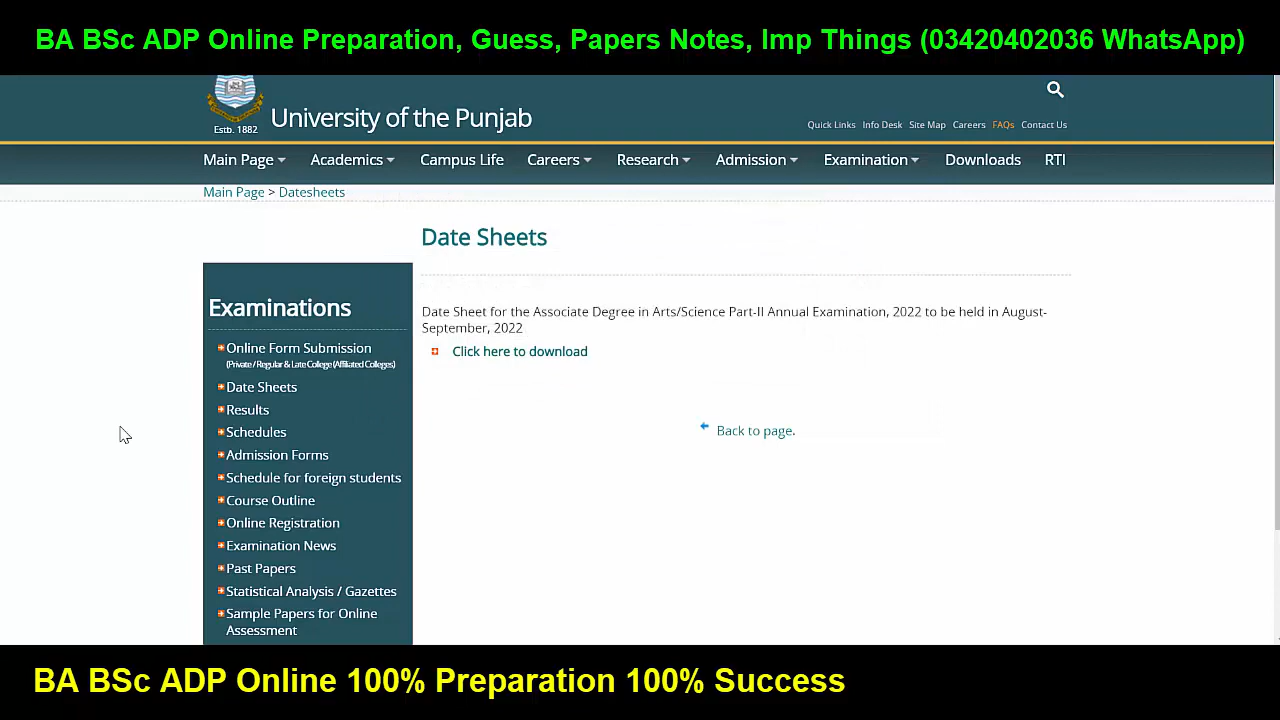 BA BSc ADP Online Preparation, Guess, Papers Notes, Imp Things (03420402036 WhatsApp)
Estb. 1882
University of the Punjab
Quick Links Info Desk Site Map Careers FAQs Contact Us
Main Page Academics Campus Life Careers Research Admission Examination Downloads RTI
Main Page > Datesheets
Date Sheets
Examinations
Online Form Submission
(Private / Regular & Late College (Affiliated Colleges)
Date Sheets
Results
Schedules
Admission Forms
Schedule for foreign students
Course Outline
Online Registration
Examination News
Past Papers
Statistical Analysis / Gazettes
Sample Papers for Online
Assessment
Date Sheet for the Associate Degree in Arts/Science Part-II Annual Examination, 2022 to be held in August-
September, 2022
Click here to download
Back to page.
BA BSc ADP Online 100% Preparation 100% Success